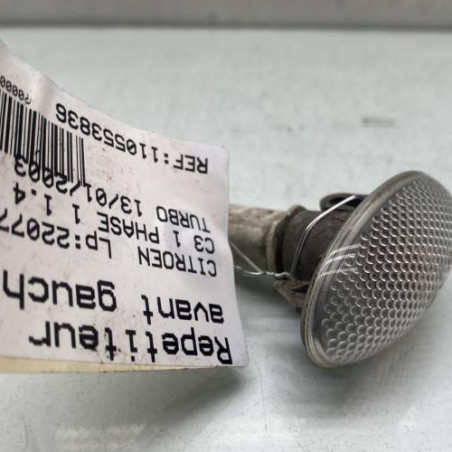 Repetiteur
avant gauch
CITROEN Lp:22077
C3 1 PHASE 1 1.4
TURBO 13/01/2003
REF:110553836